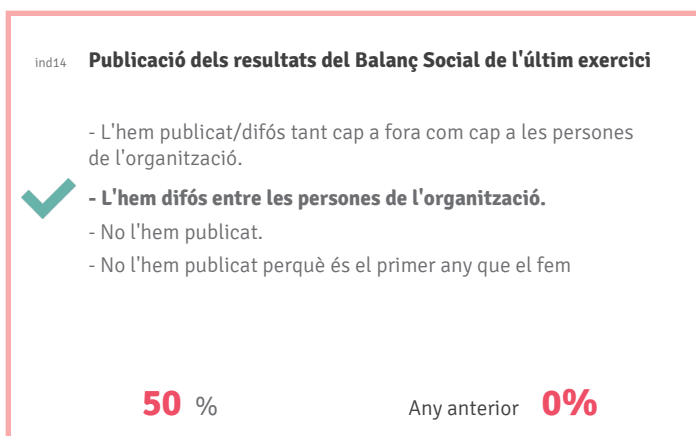 ind14 Publicació dels resultats del Balanç Social de l'últim exercici
- L'hem publicat/difós tant cap a fora com cap a les persones
de l'organització.
- L'hem difós entre les persones de l'organització.
- No l'hem publicat.
- No l'hem publicat perquè és el primer any que el fem
50 % Any anterior 0%